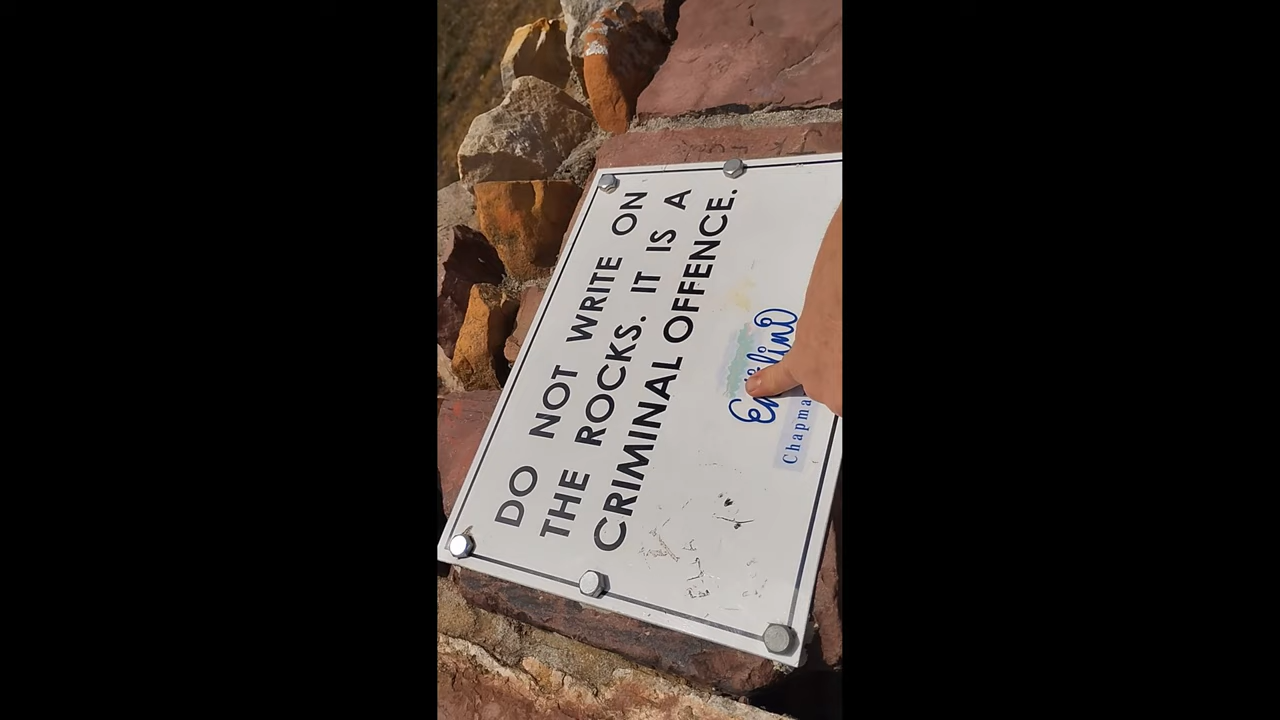 DO NOT WRITE ON
THE ROCKS. IT IS A
CRIMINAL OFFENCE.